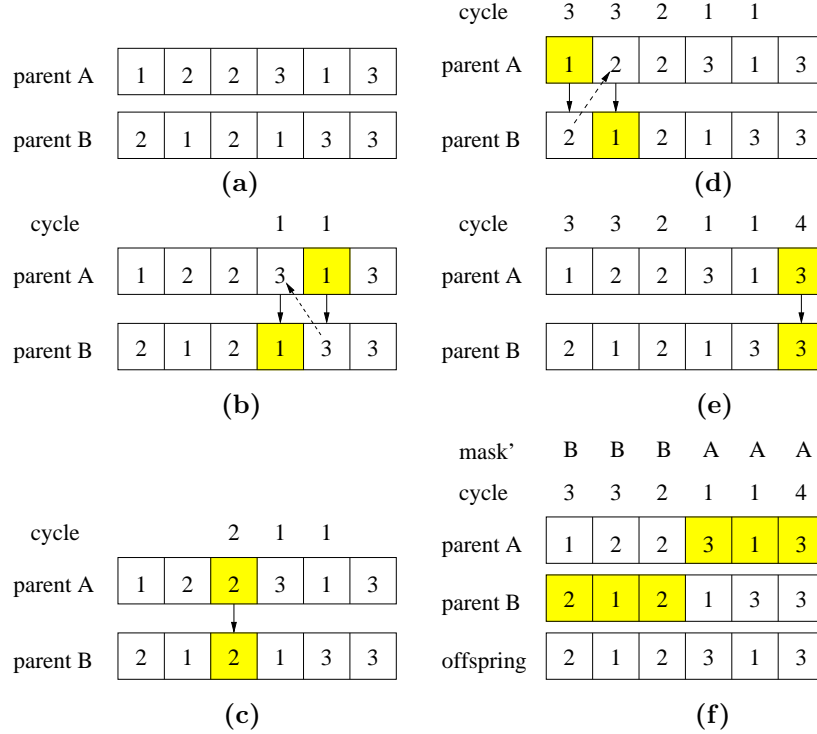 parent A 1 2 2 3 1 3
parent B 2 1 2 1 3 3
(a)
cycle 1 1
parent A 1 2 2 3 1 3
parent B 2 1 2 1 3 3
(b)
cycle 2 1 1
parent A 1 2 2 3 1 3
parent B 2 1 2 1 3 3
(c)
cycle 3 3 2 1 1
parent A 1 2 2 3 1 3
parent B 2 1 2 1 3 3
(d)
cycle 3 3 2 1 1 4
parent A 1 2 2 3 1 3
parent B 2 1 2 1 3 3
(e)
mask' B B B A A A
cycle 3 3 2 1 1 4
parent A 1 2 2 3 1 3
parent B 2 1 2 1 3 3
offspring 2 1 2 3 1 3
(f)